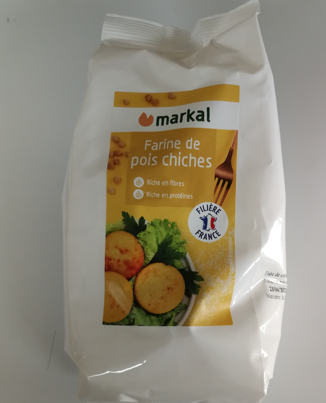 markal
Farine de
pois chiches
Riche en fibres
Riche en protéines
FILIÈRE
FRANCE